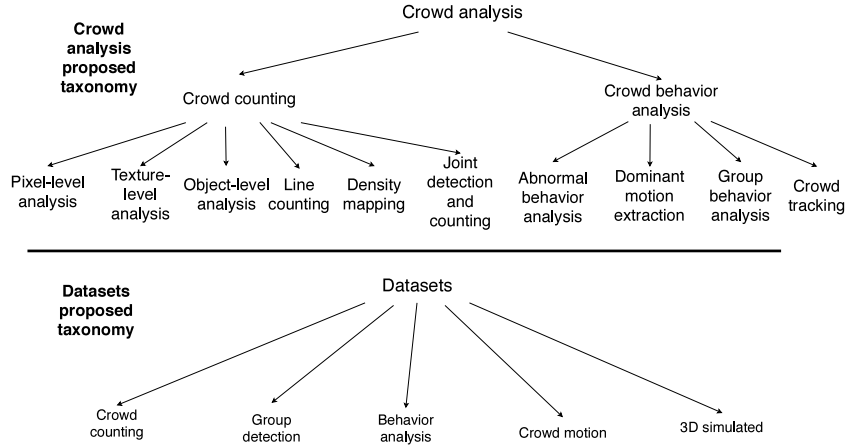 Crowd analysis
Crowd
analysis
proposed
taxonomy
Crowd counting
Crowd behavior
analysis
Pixel-level
analysis
Texture-
level
analysis
Object-level
analysis
Line
counting
Density
mapping
Joint
detection
and
counting
Abnormal
behavior
analysis
Dominant
motion
extraction
Group
behavior
analysis
Crowd
tracking
Datasets
proposed
taxonomy
Datasets
Crowd
counting
Group
detection
Behavior
analysis
Crowd motion
3D simulated